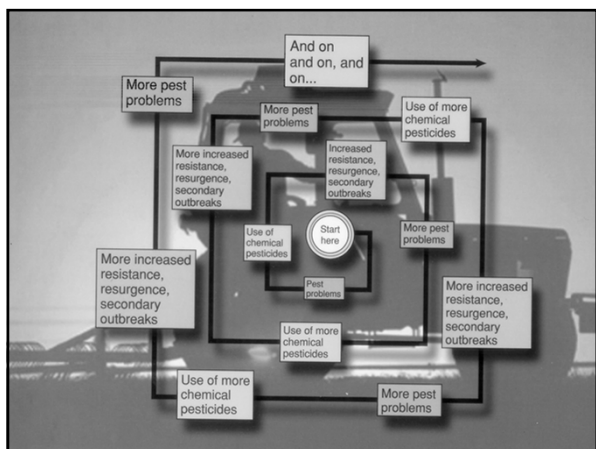 Start
here
Pest
problems
Use of
chemical
pesticides
Increased
resistance,
resurgence,
secondary
outbreaks
More pest
problems
Use of more
chemical
pesticides
More increased
resistance,
resurgence,
secondary
outbreaks
More pest
problems
Use of more
chemical
pesticides
More increased
resistance,
resurgence,
secondary
outbreaks
More pest
problems
Use of more
chemical
pesticides
More increased
resistance,
resurgence,
secondary
outbreaks
More pest
problems
And on
and on, and
on...